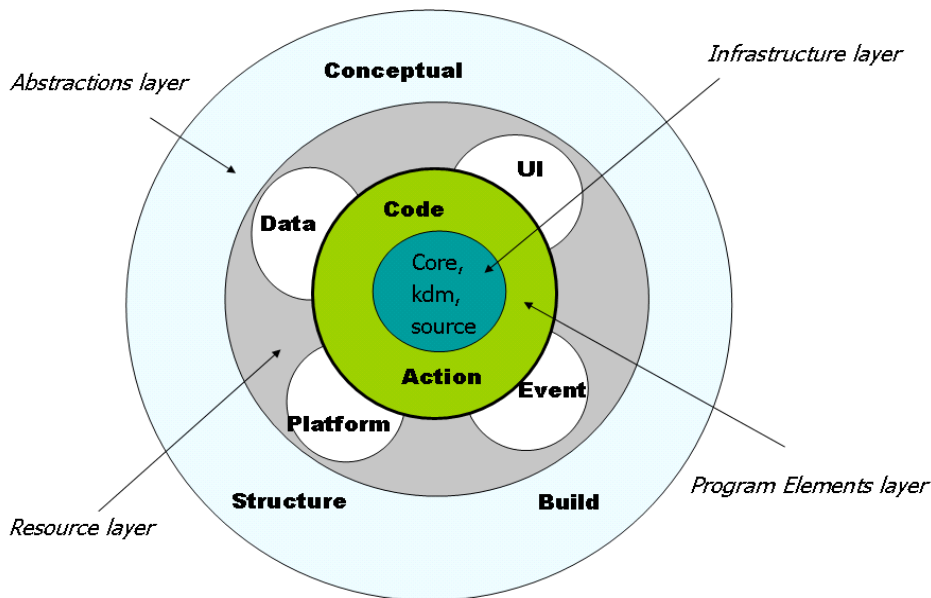 Infrastructure layer
Conceptual
Abstractions layer
UI
Code
Data
Core,
kdm,
source
Action
Event
Platform
Program Elements layer
Structure
Build
Resource layer